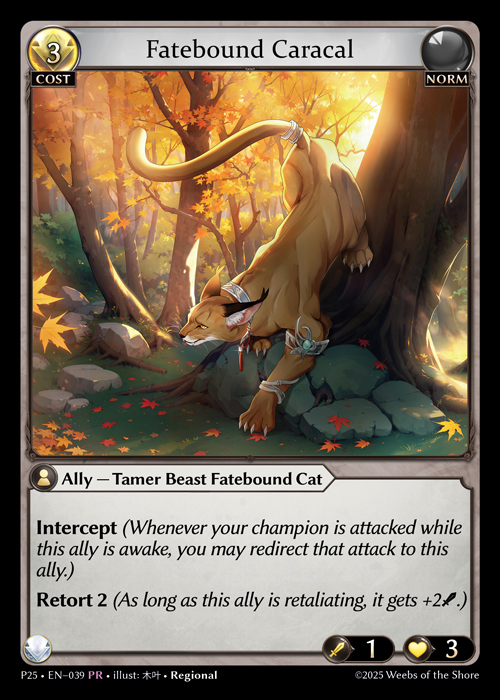 3
Fatebound Caracal
COST
NORM
Ally — Tamer Beast Fatebound Cat
Intercept (Whenever your champion is attacked while
this ally is awake, you may redirect that attack to this
ally.)
Retort 2 (As long as this ally is retaliating, it gets +2.)
1
3
P25 • EN–039 PR • illust: 木叶 • Regional
©2025 Weebs of the Shore